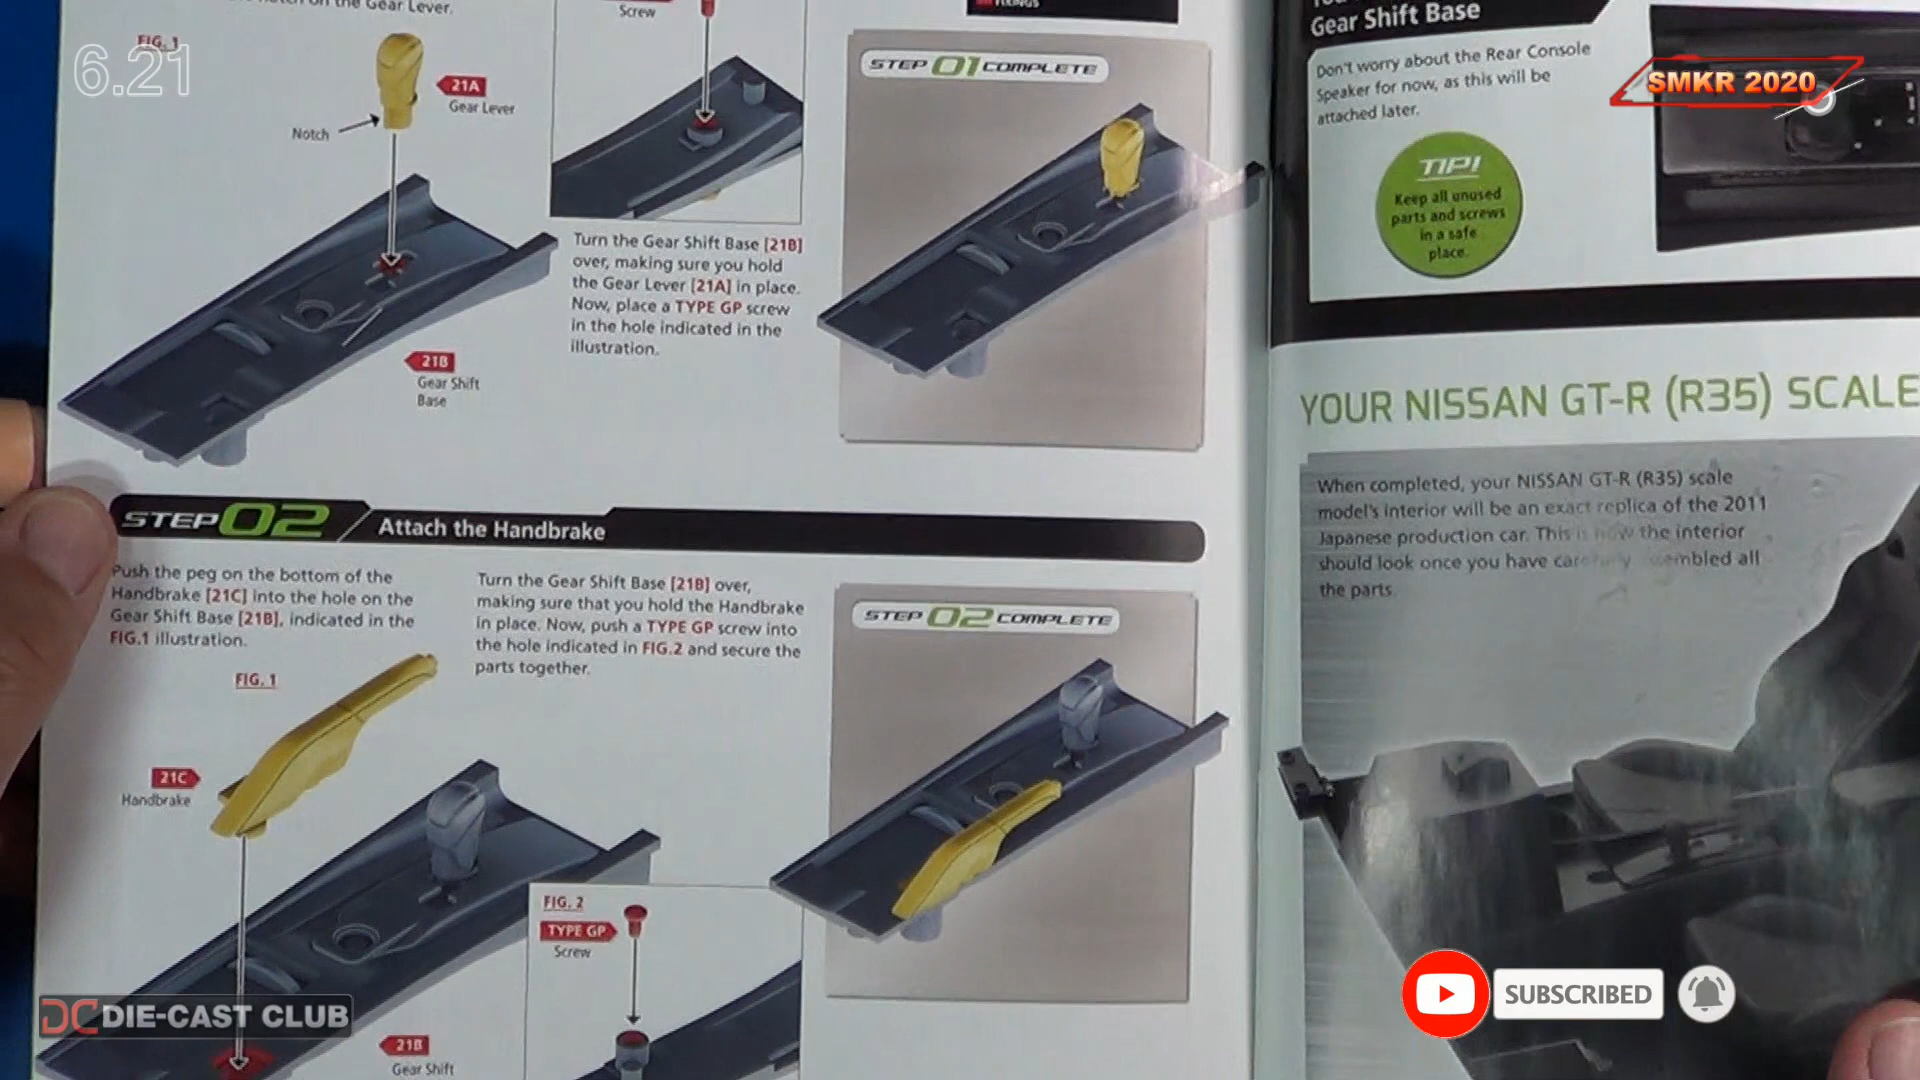 on the Gear Lever.
FIG. 1
6.21
21A
Gear Lever
Notch
21B
Gear Shift
Base
Screw
Turn the Gear Shift Base [21B]
over, making sure you hold
the Gear Lever [21A] in place.
Now, place a TYPE GP screw
in the hole indicated in the
illustration.
FIXINGS
STEP 01 COMPLETE
STEP 02 Attach the Handbrake
Push the peg on the bottom of the
Handbrake [21C] into the hole on the
Gear Shift Base [21B], indicated in the
FIG.1 illustration.
FIG. 1
21C
Handbrake
21B
Gear Shift
Turn the Gear Shift Base [21B] over,
making sure that you hold the Handbrake
in place. Now, push a TYPE GP screw into
the hole indicated in FIG.2 and secure the
parts together.
FIG. 2
TYPE GP
Screw
STEP 02 COMPLETE
DC DIE-CAST CLUB
Gear Shift Base
Don't worry about the Rear Console
Speaker for now, as this will be
attached later.
TIP!
Keep all unused
parts and screws
in a safe
place.
SMKR 2020
YOUR NISSAN GT-R (R35) SCALE
When completed, your NISSAN GT-R (R35) scale
model's interior will be an exact replica of the 2011
Japanese production car. This is how the interior
should look once you have assembled all
the parts.
SUBSCRIBED